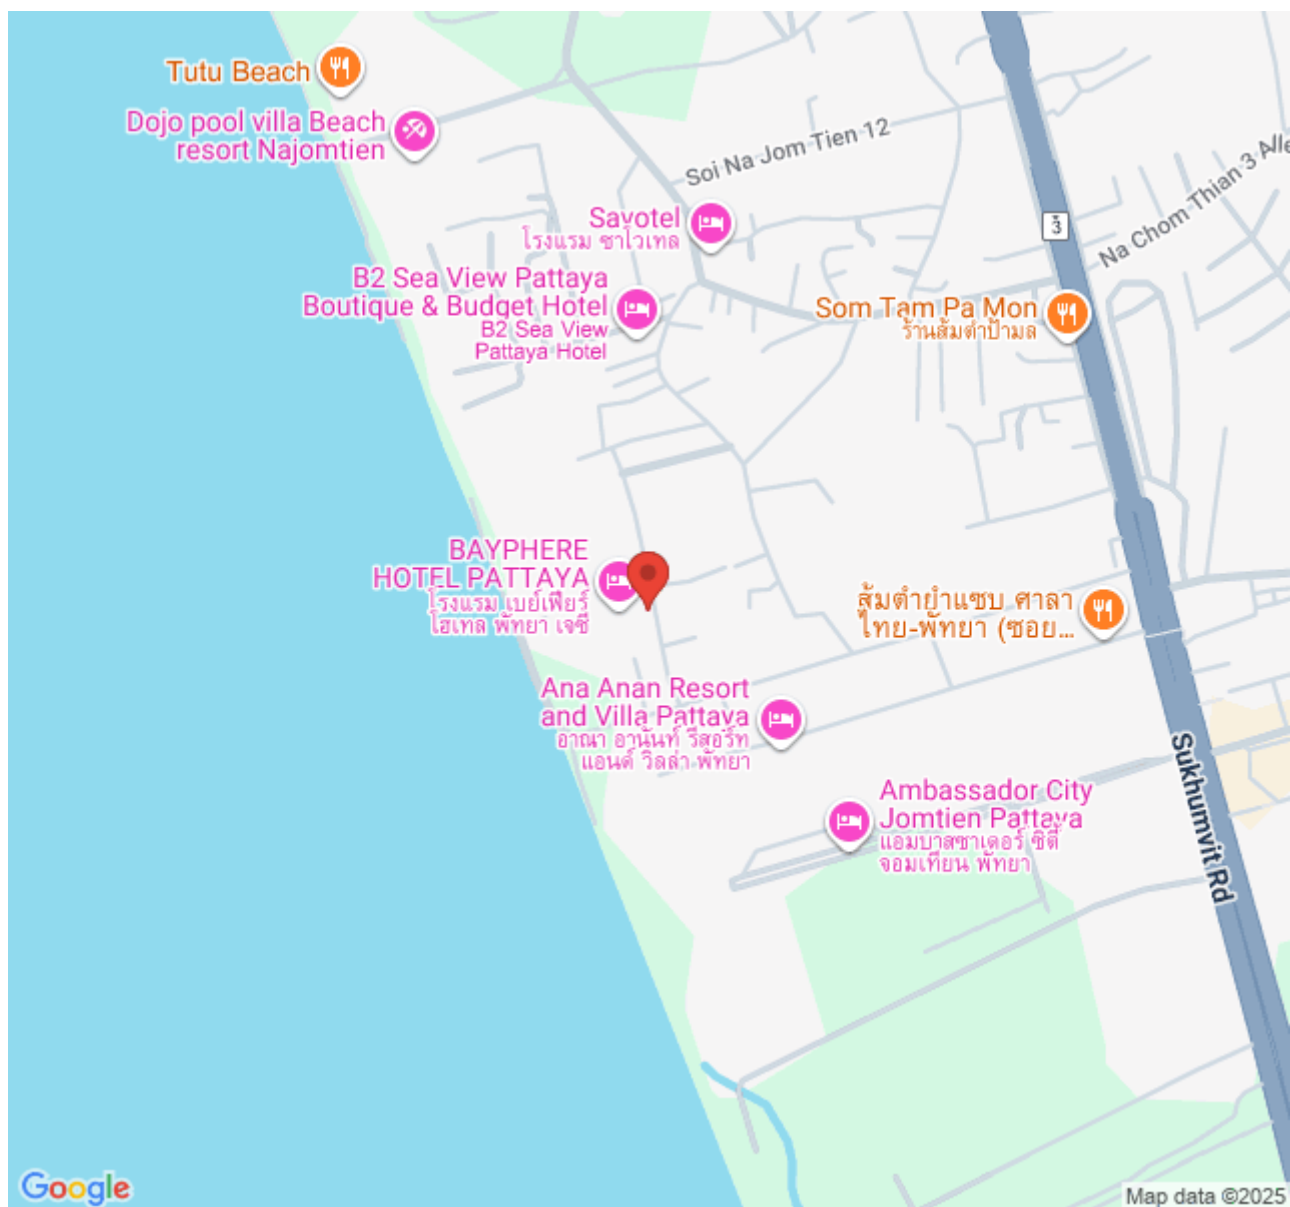 Tutu Beach
Dojo pool villa Beach
resort Najomtien
Soi Na Jom Tien 12
Na Chom Thian 3 Alle
3
Savotel
โรงแรม ซาโวเทล
B2 Sea View Pattaya
Boutique & Budget Hotel
B2 Sea View
Pattaya Hotel
Som Tam Pa Mon
ร้านส้มตำป้ามล
BAYPHERE
HOTEL PATTAYA
โรงแรม เบย์เฟียร์
โฮเทล พัทยา เจซี
ส้มตำยำแซบ ศาลา
ไทย-พัทยา (ซอย...
Ana Anan Resort
and Villa Pattaya
อาณา อานันท์ รีสอร์ท
แอนด์ วิลล่า พัทยา
Sukhumvit Rd
Ambassador City
Jomtien Pattaya
แอมบาสซาเดอร์ ซิตี้
จอมเทียน พัทยา
Google
Map data ©2025